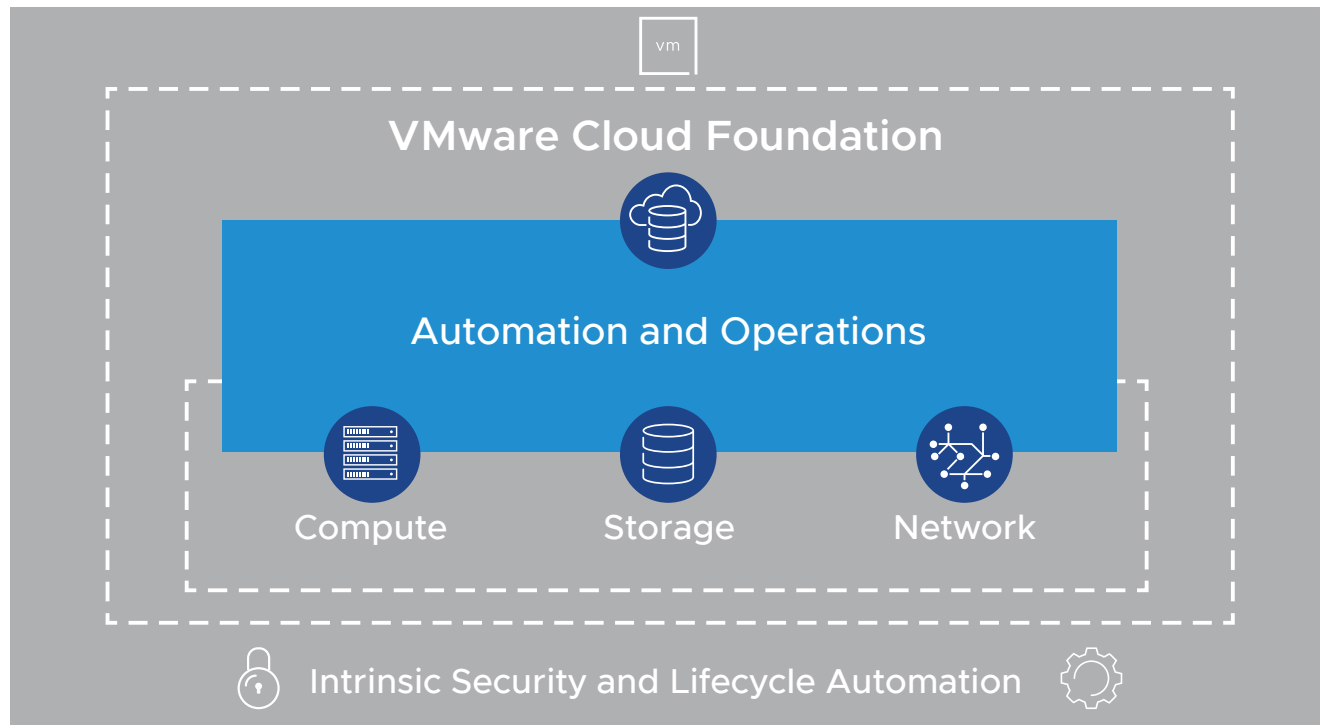 vm
VMware Cloud Foundation
Automation and Operations
Compute
Storage
Network
Intrinsic Security and Lifecycle Automation